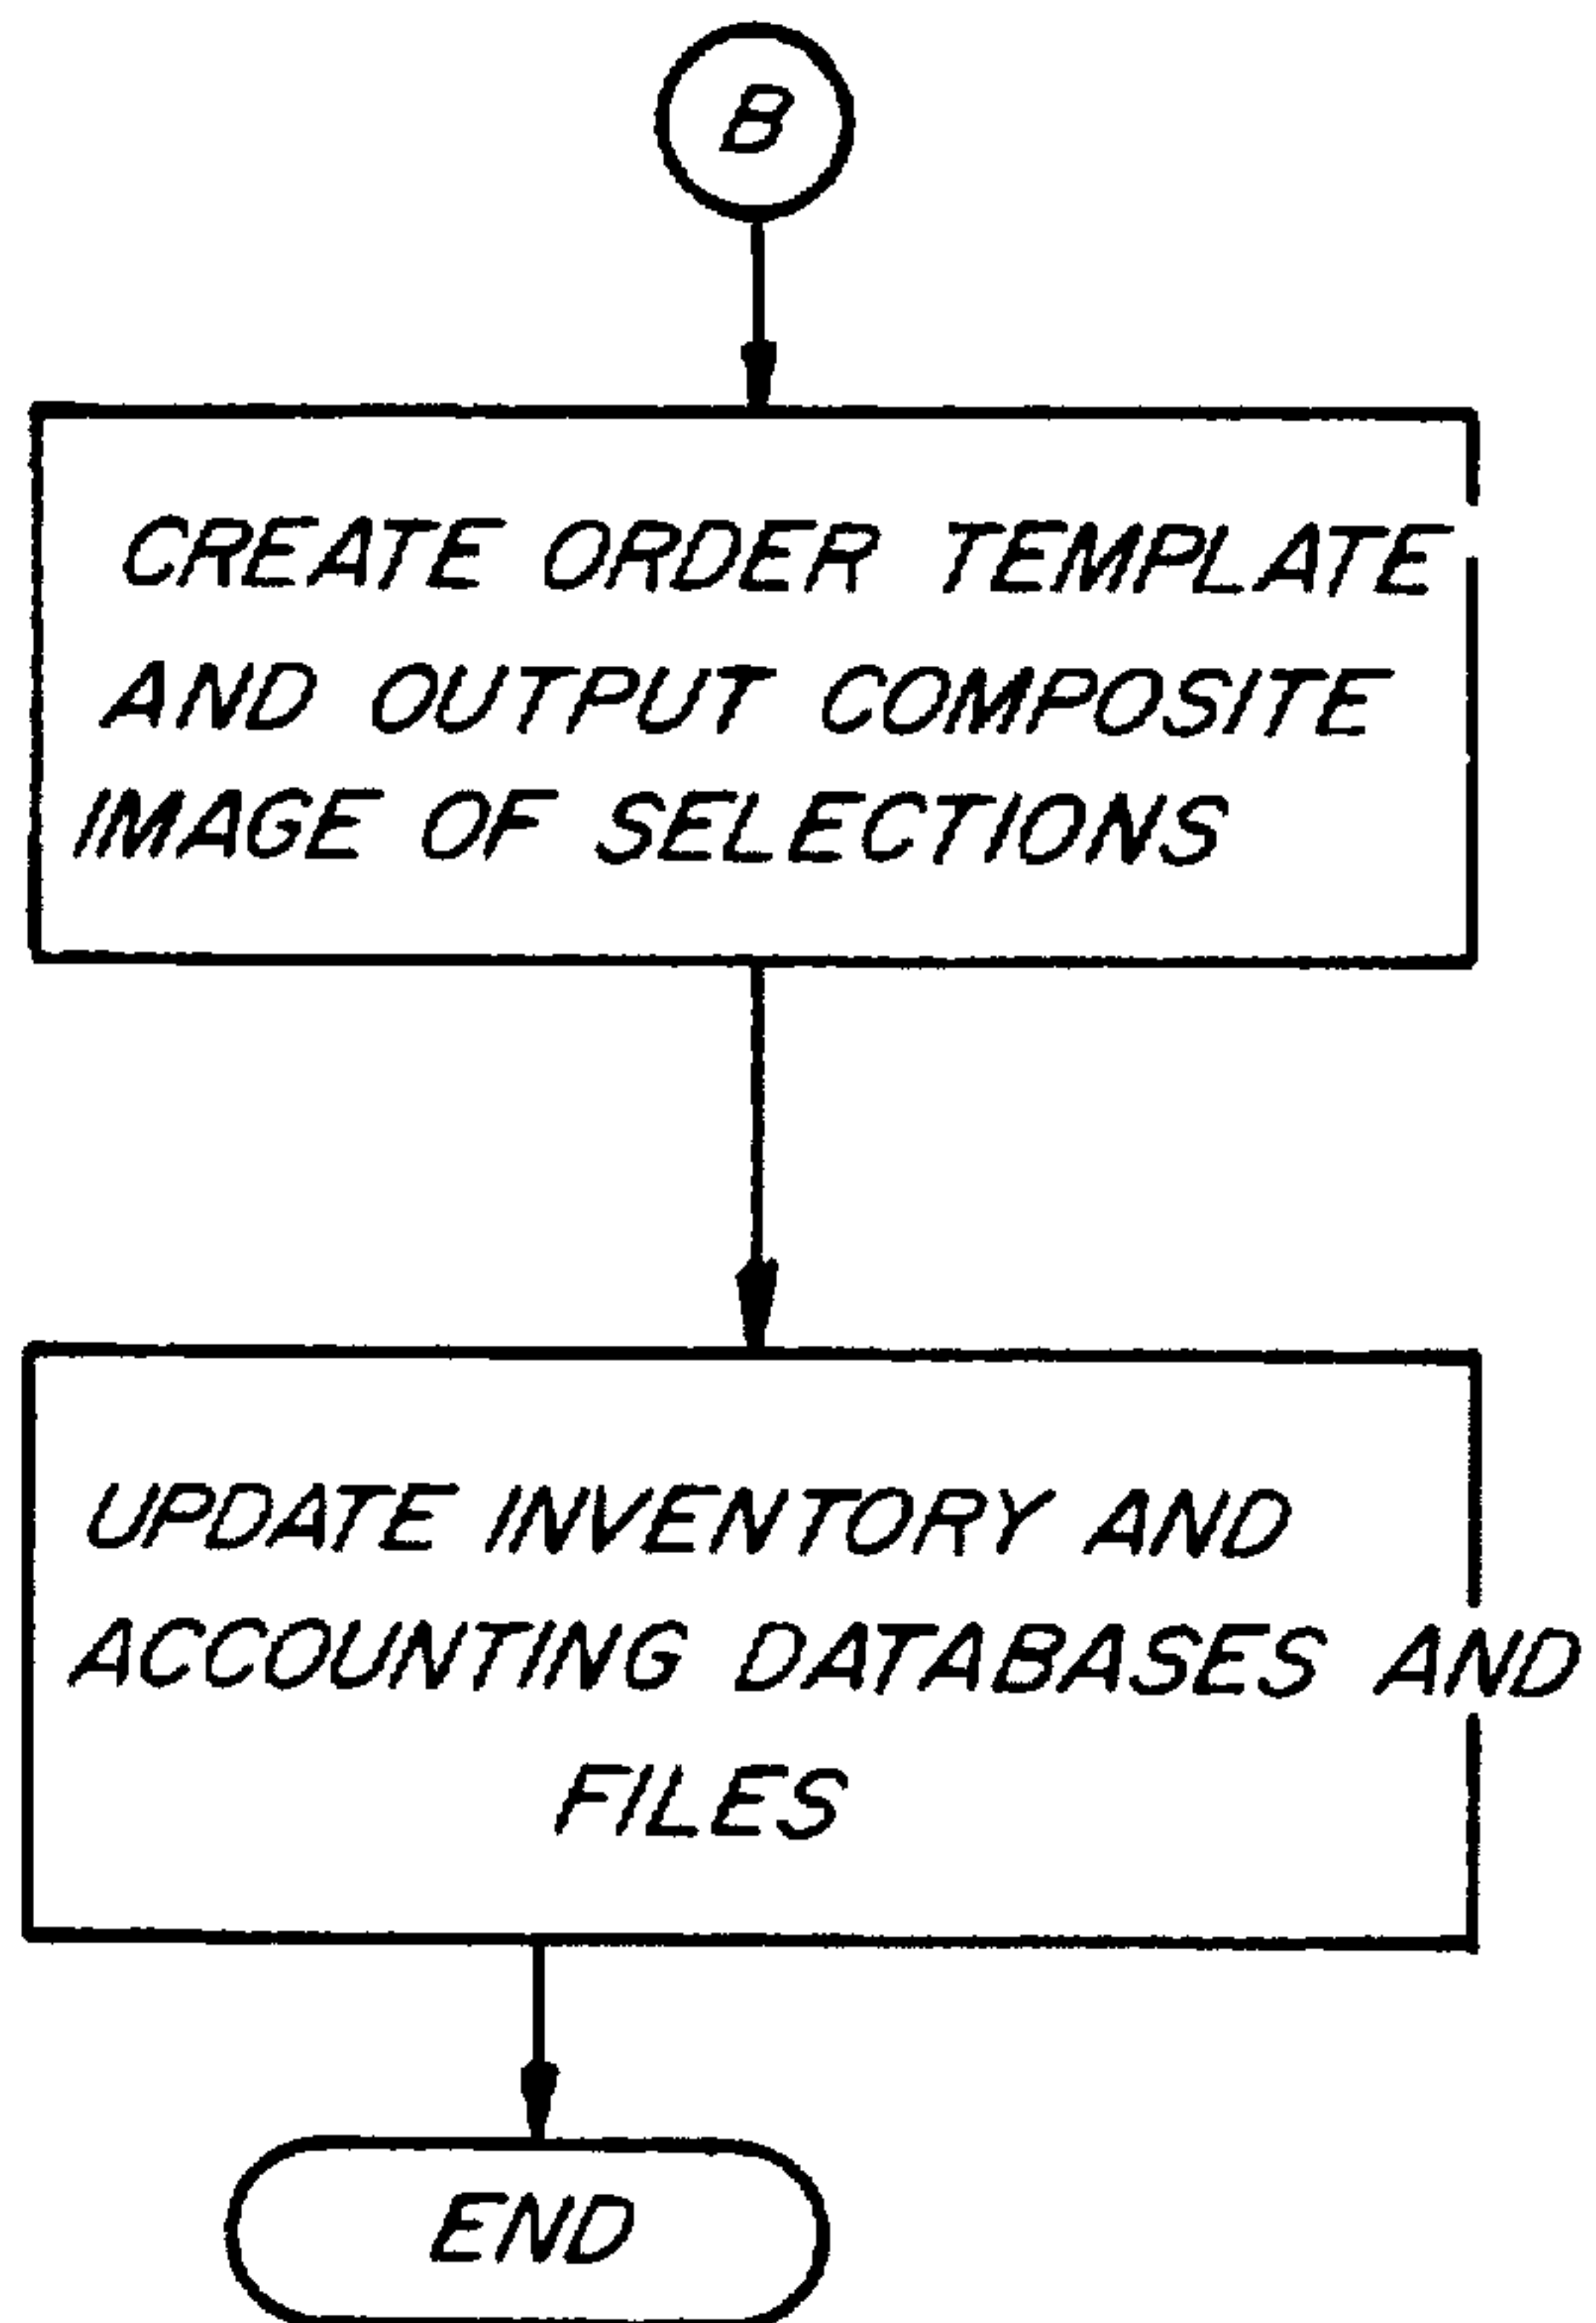 B
CREATE ORDER TEMPLATE
AND OUTPUT COMPOSITE
IMAGE OF SELECTIONS
UPDATE INVENTORY AND
ACCOUNTING DATABASES AND
FILES
END